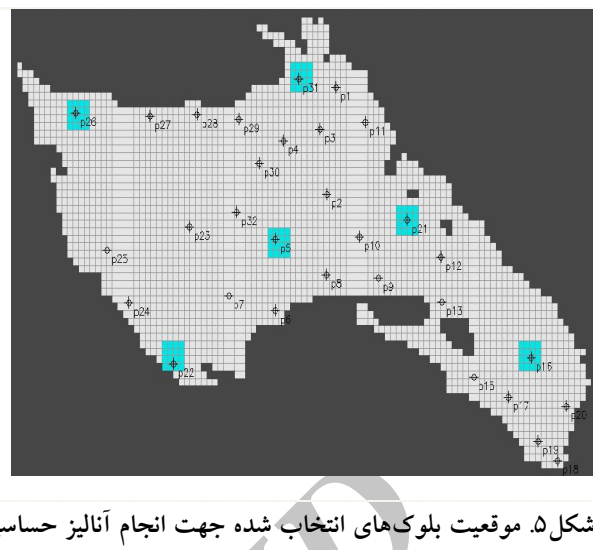 p31
p1
p26
p27
p28
p29
p3
p11
p4
p30
p2
p32
p21
p23
p5
p10
p25
p12
p8
p9
p24
p7
p6
p13
p22
p16
p15
p17
p20
p19
p18
شکل۵. موقعیت بلوک‌های انتخاب شده جهت انجام آنالیز